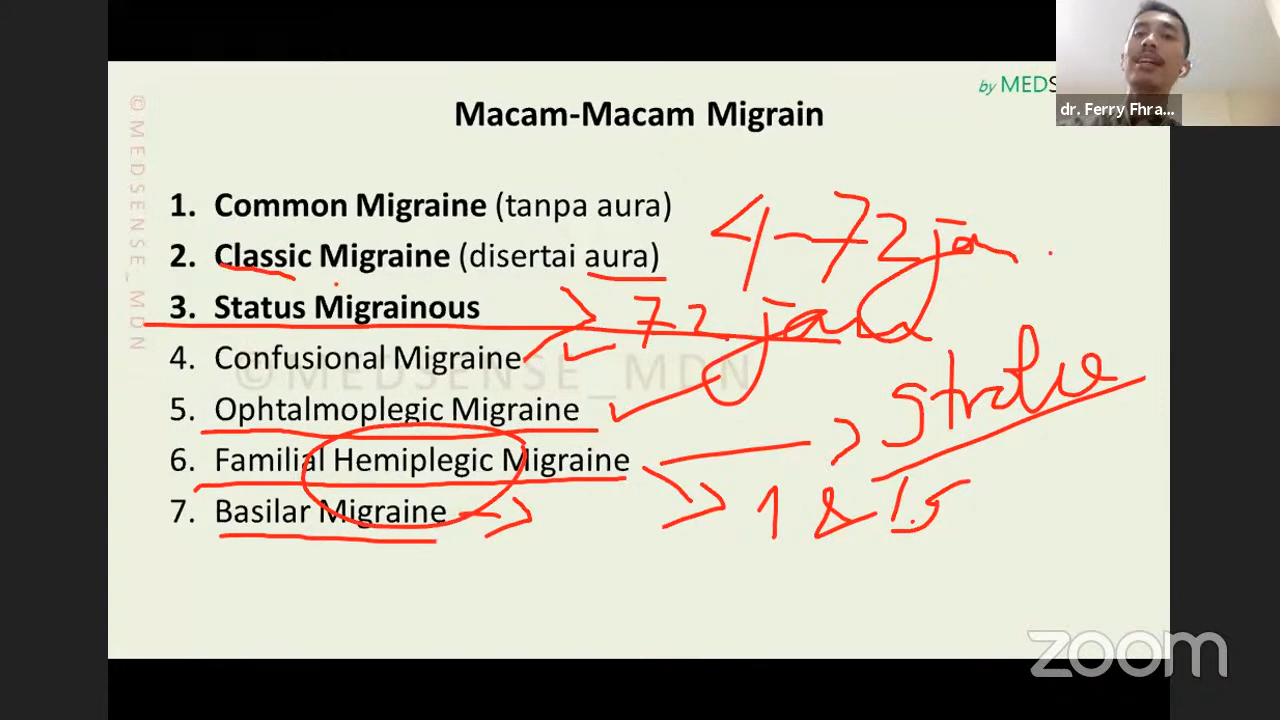 by MEDS
dr. Ferry Fhra...
Macam-Macam Migrain
1. Common Migraine (tanpa aura)
2. Classic Migraine (disertai aura)
3. Status Migrainous
4. Confusional Migraine
5. Ophtalmoplegic Migraine
6. Familial Hemiplegic Migraine
7. Basilar Migraine
4-72 jam
> 72 jam
stroke
1 &
©MEDSENSE_MDN
©MEDSENSE_MDN
zoom